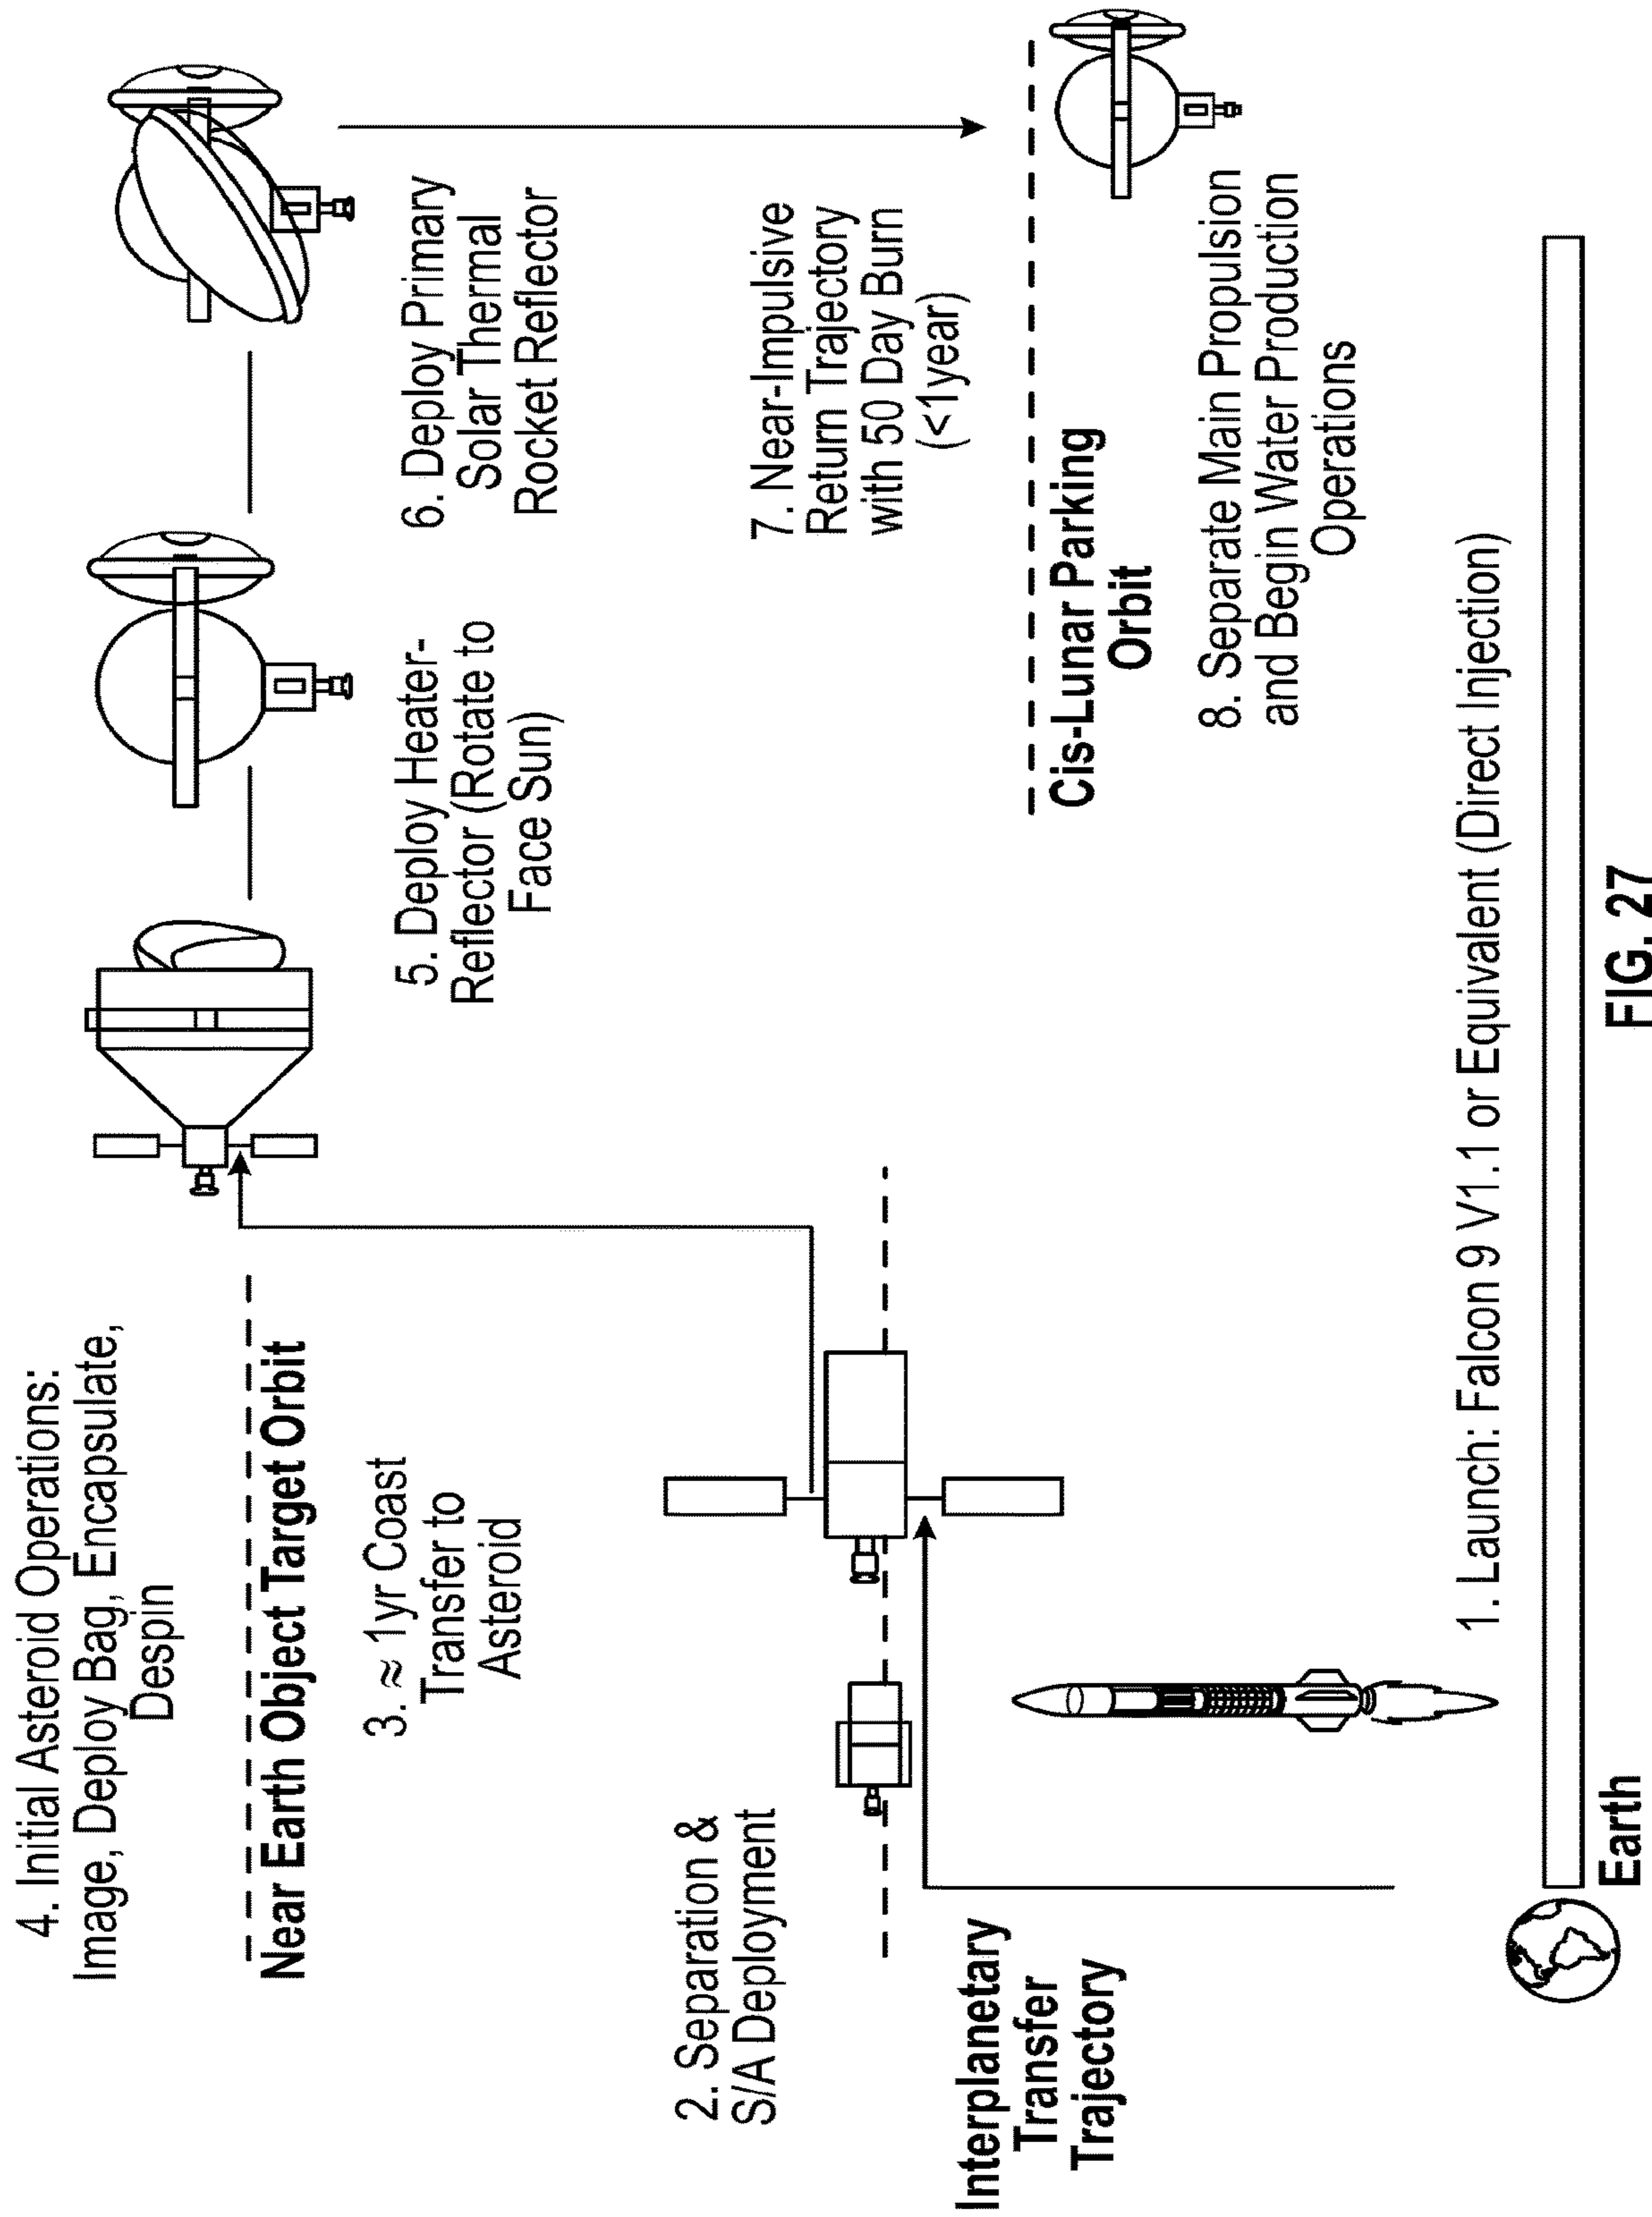 4. Initial Asteroid Operations:
Image, Deploy Bag, Encapsulate,
Despin
Near Earth Object Target Orbit
3. ≈ 1yr Coast
Transfer to
Asteroid
5. Deploy Heater-
Reflector (Rotate to
Face Sun)
6. Deploy Primary
Solar Thermal
Rocket Reflector
2. Separation &
S/A Deployment
Interplanetary
Transfer
Trajectory
7. Near-Impulsive
Return Trajectory
with 50 Day Burn
(<1year)
Cis-Lunar Parking
Orbit
8. Separate Main Propulsion
and Begin Water Production
Operations
1. Launch: Falcon 9 V1.1 or Equivalent (Direct Injection)
Earth
FIG. 27